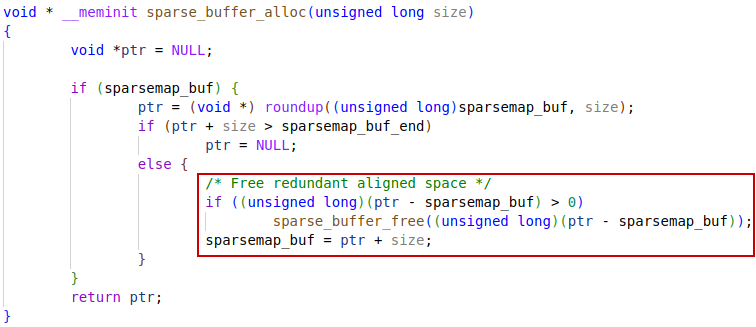 void * __meminit sparse_buffer_alloc(unsigned long size)
{
        void *ptr = NULL;

        if (sparsemap_buf) {
                ptr = (void *) roundup((unsigned long)sparsemap_buf, size);
                if (ptr + size > sparsemap_buf_end)
                        ptr = NULL;
                else {
                        /* Free redundant aligned space */
                        if ((unsigned long)(ptr - sparsemap_buf) > 0)
                                sparse_buffer_free((unsigned long)(ptr - sparsemap_buf));
                        sparsemap_buf = ptr + size;
                }
        }
        return ptr;
}